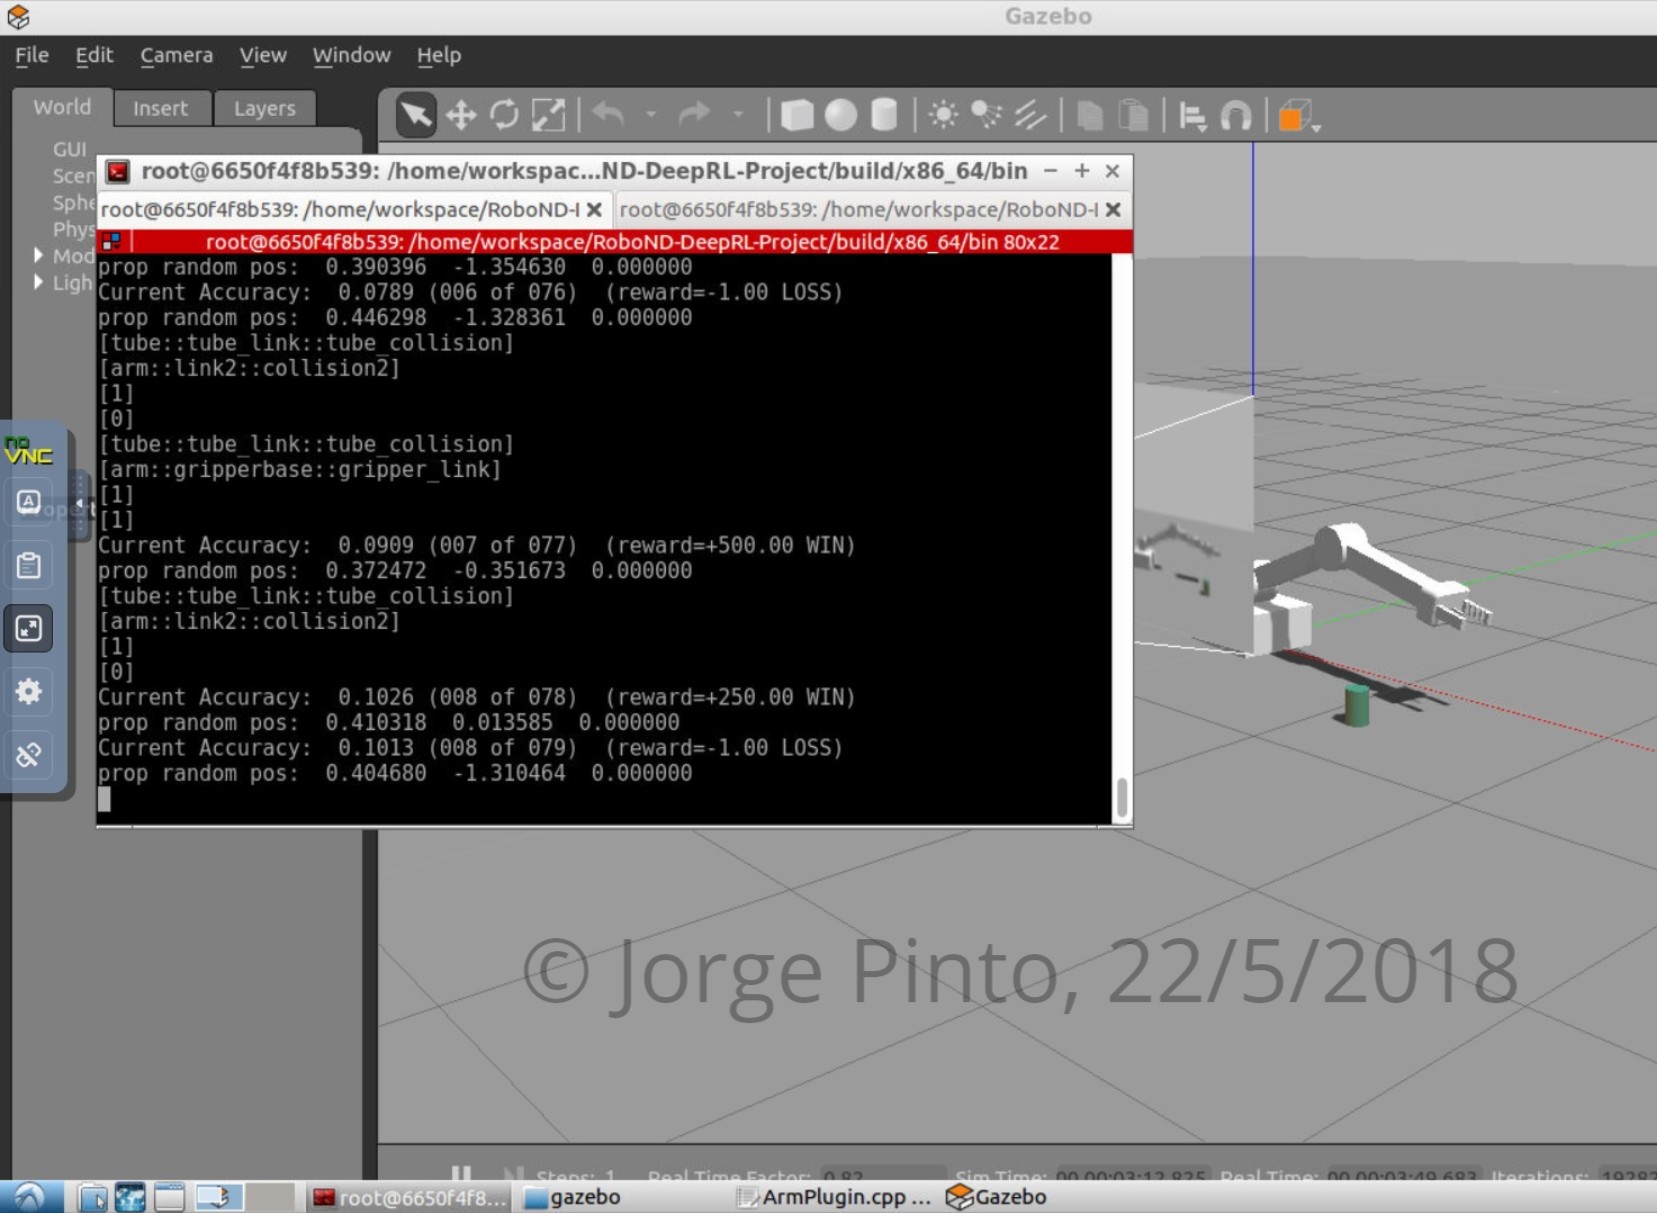 Gazebo
File Edit Camera View Window Help
World Insert Layers
GUI
Scen
Sphe
Phys
Mod
Ligh
root@6650f4f8b539: /home/workspac...ND-DeepRL-Project/build/x86_64/bin
root@6650f4f8b539: /home/workspace/RoboND-I root@6650f4f8b539: /home/workspace/RoboND-I
root@6650f4f8b539: /home/workspace/RoboND-DeepRL-Project/build/x86_64/bin 80x22
prop random pos:  0.390396  -1.354630  0.000000
Current Accuracy:  0.0789 (006 of 076)  (reward=-1.00 LOSS)
prop random pos:  0.446298  -1.328361  0.000000
[tube::tube_link::tube_collision]
[arm::link2::collision2]
[1]
[0]
[tube::tube_link::tube_collision]
[arm::gripperbase::gripper_link]
[1]
[1]
Current Accuracy:  0.0909 (007 of 077)  (reward=+500.00 WIN)
prop random pos:  0.372472  -0.351673  0.000000
[tube::tube_link::tube_collision]
[arm::link2::collision2]
[1]
[0]
Current Accuracy:  0.1026 (008 of 078)  (reward=+250.00 WIN)
prop random pos:  0.410318  0.013585  0.000000
Current Accuracy:  0.1013 (008 of 079)  (reward=-1.00 LOSS)
prop random pos:  0.404680  -1.310464  0.000000
no
VNC
A
© Jorge Pinto, 22/5/2018
Steps: 1 Real Time Factor: 0.82 Sim Time: 00 00:03:12.825 Real Time: 00 00:03:49.683 Iterations: 19282
root@6650f4f8... gazebo ArmPlugin.cpp ... Gazebo